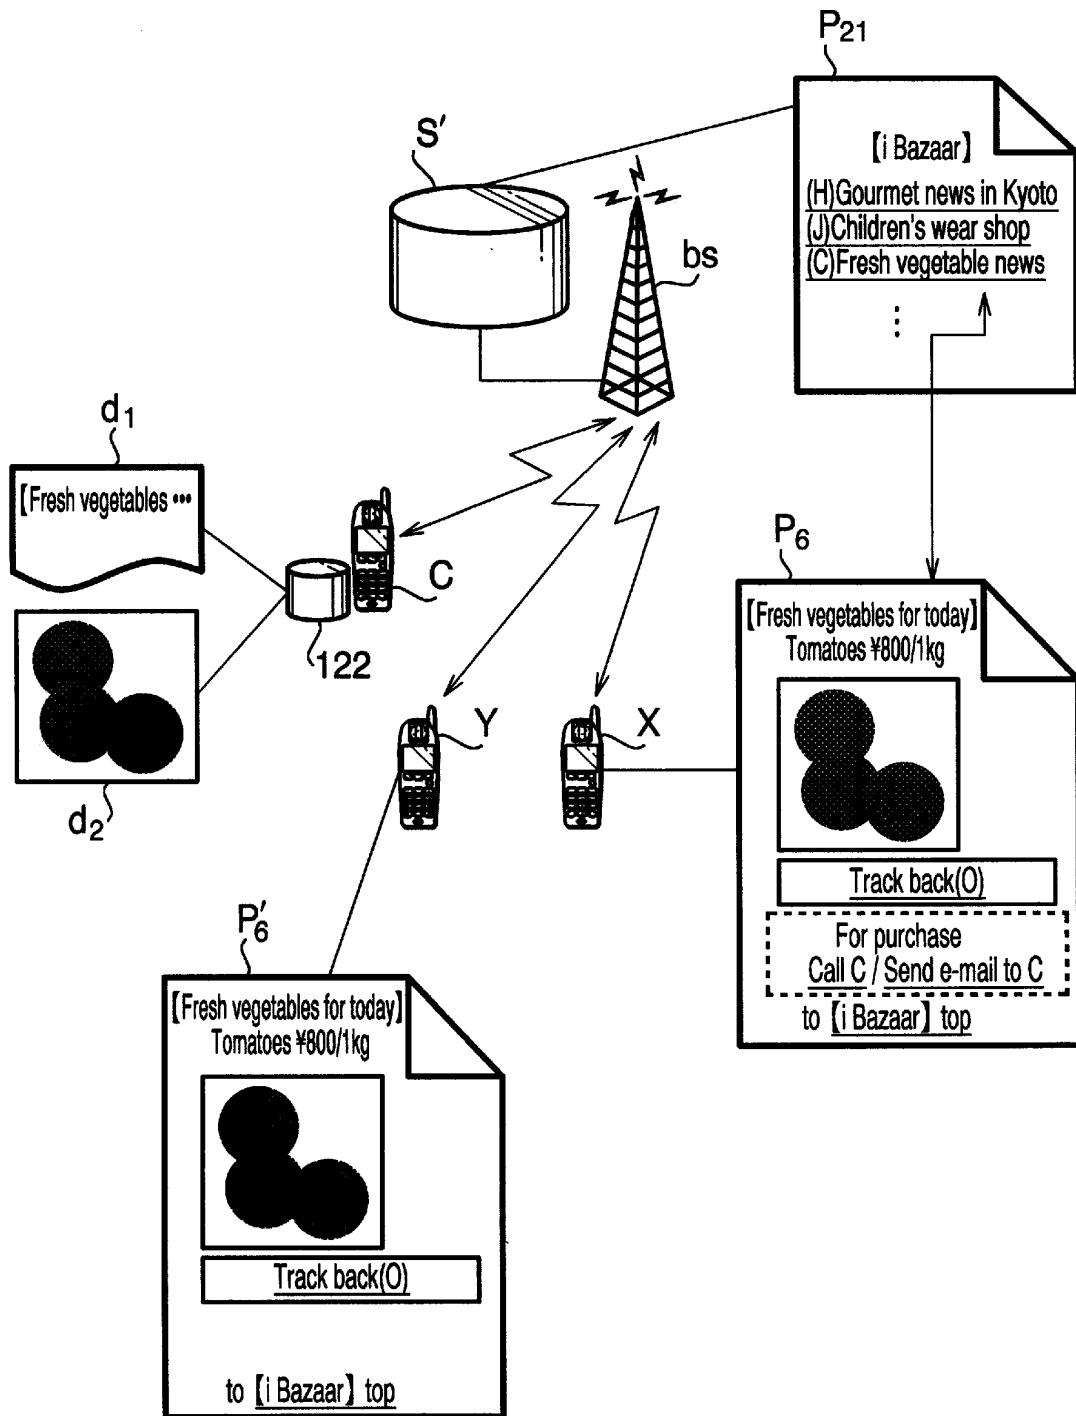 P21
S'
【i Bazaar】
(H)Gourmet news in Kyoto
(J)Children's wear shop
(C)Fresh vegetable news
⋮
bs
d1
【Fresh vegetables •••
C
122
d2
Y
X
P6
【Fresh vegetables for today】
Tomatoes ¥800/1kg
Track back(O)
For purchase
Call C / Send e-mail to C
to 【i Bazaar】 top
P'6
【Fresh vegetables for today】
Tomatoes ¥800/1kg
Track back(O)
to 【i Bazaar】 top